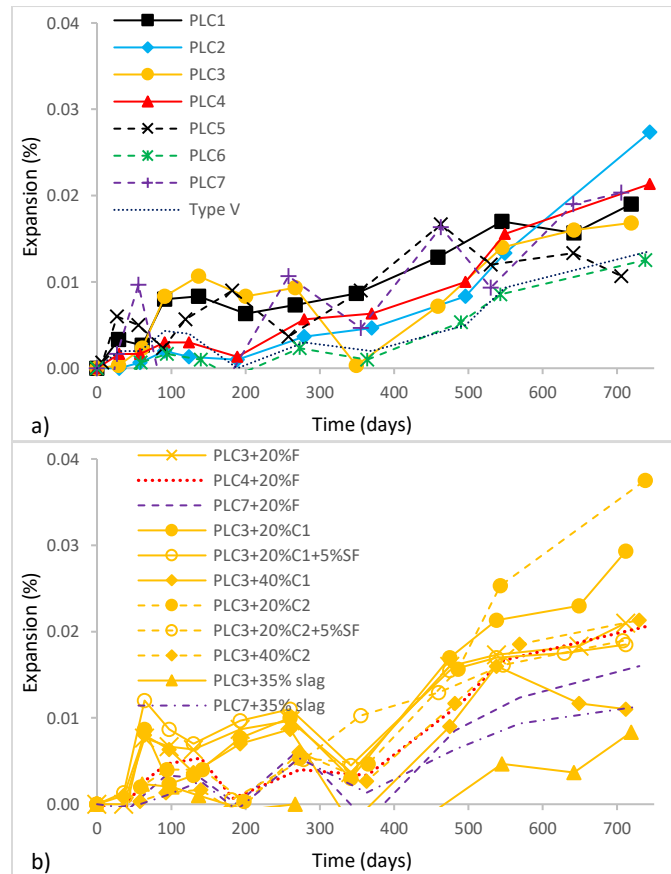 0.04
0.03
0.02
0.01
0.00
Expansion (%)
PLC1
PLC2
PLC3
PLC4
PLC5
PLC6
PLC7
Type V
0 100 200 300 400 500 600 700
Time (days)
a)
0.04
0.03
0.02
0.01
0.00
Expansion (%)
PLC3+20%F
PLC4+20%F
PLC7+20%F
PLC3+20%C1
PLC3+20%C1+5%SF
PLC3+40%C1
PLC3+20%C2
PLC3+20%C2+5%SF
PLC3+40%C2
PLC3+35% slag
PLC7+35% slag
0 100 200 300 400 500 600 700
Time (days)
b)